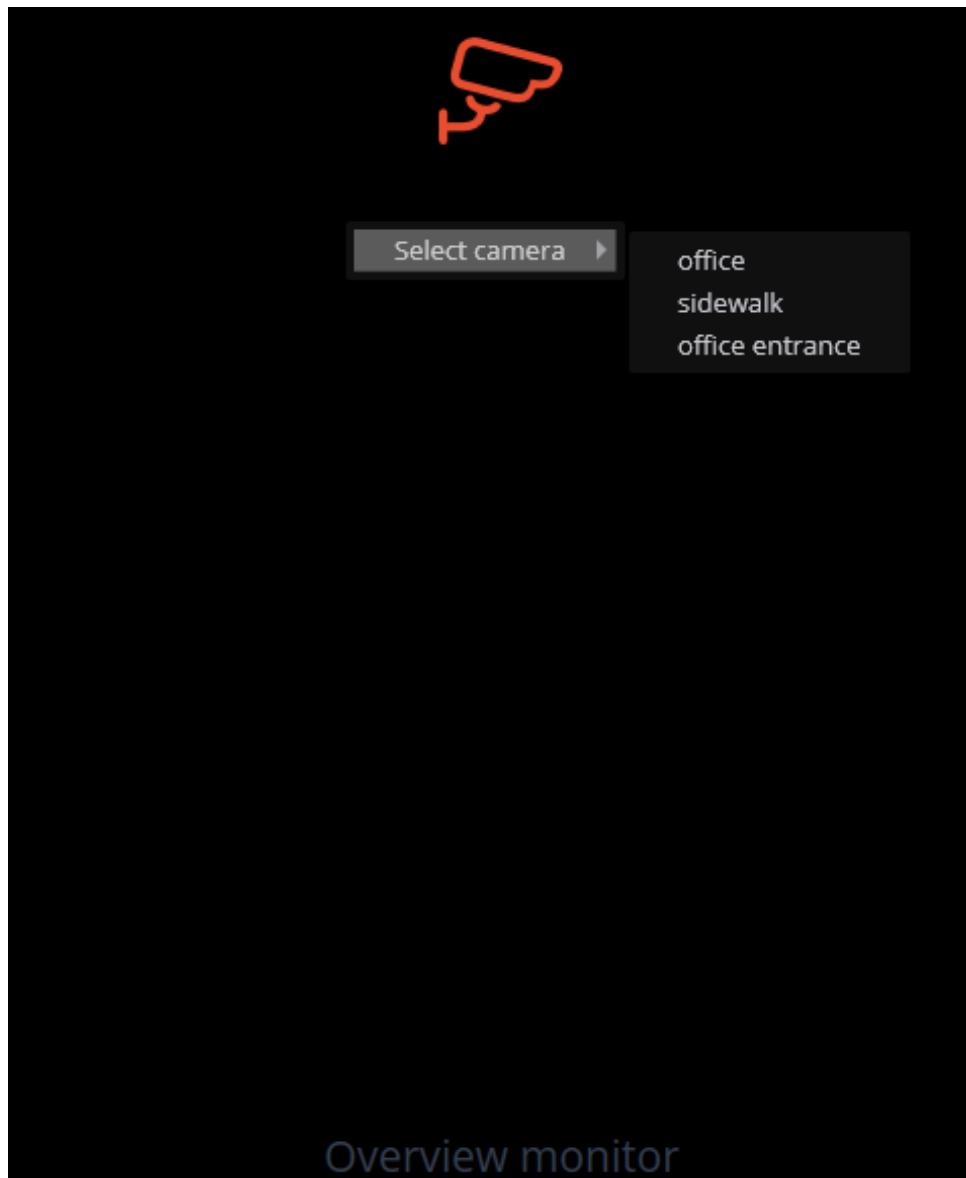 Select camera
office
sidewalk
office entrance
Overview monitor